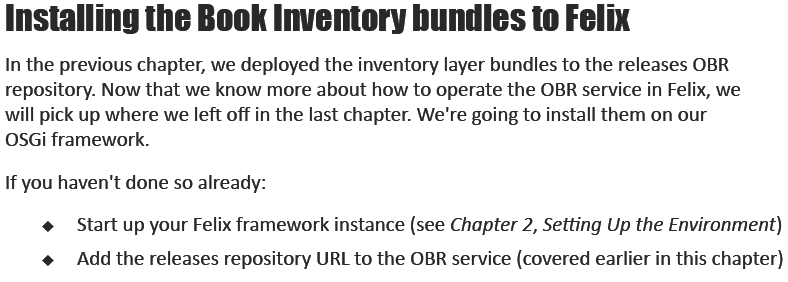 Installing the Book Inventory bundles to Felix
In the previous chapter, we deployed the inventory layer bundles to the releases OBR
repository. Now that we know more about how to operate the OBR service in Felix, we
will pick up where we left off in the last chapter. We're going to install them on our
OSGi framework.
If you haven't done so already:
◆ Start up your Felix framework instance (see Chapter 2, Setting Up the Environment)
◆ Add the releases repository URL to the OBR service (covered earlier in this chapter)